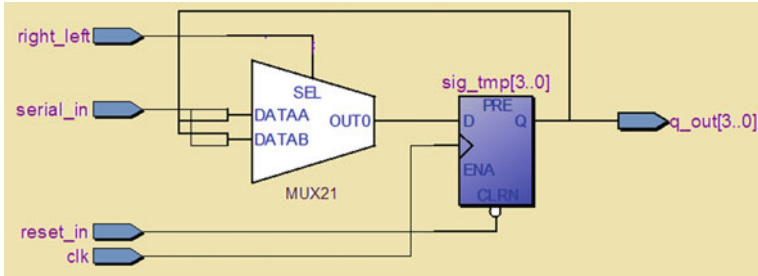 right_left
serial_in
SEL
DATAA
DATAB
OUT0
MUX21
sig_tmp[3..0]
PRE
D
Q
ENA
CLRN
q_out[3..0]
reset_in
clk